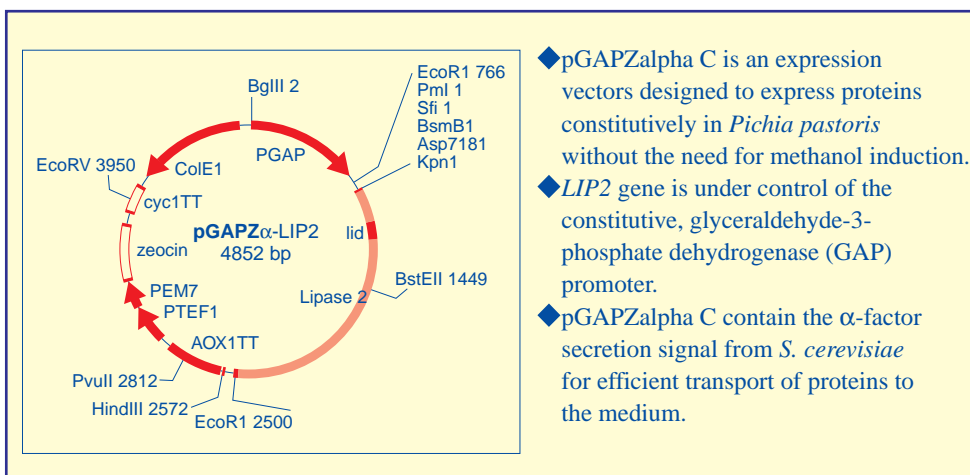 BgIII 2
EcoR1 766
PmI 1
Sfi 1
BsmB1
Asp7181
Kpn1
PGAP
ColE1
EcoRV 3950
cyc1TT
pGAPZα-LIP2
4852 bp
lid
zeocin
BstEII 1449
Lipase 2
PEM7
PTEF1
AOX1TT
PvuII 2812
HindIII 2572
EcoR1 2500
◆pGAPZalpha C is an expression
vectors designed to express proteins
constitutively in Pichia pastoris
without the need for methanol induction.
◆LIP2 gene is under control of the
constitutive, glyceraldehyde-3-
phosphate dehydrogenase (GAP)
promoter.
◆pGAPZalpha C contain the α-factor
secretion signal from S. cerevisiae
for efficient transport of proteins to
the medium.